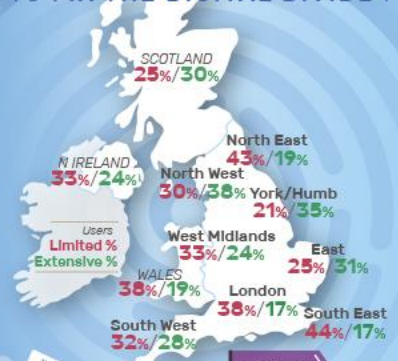 SCOTLAND
25%/30%
North East
43%/19%
N IRELAND
33%/24%
North West
30%/38%
York/Humb
21%/35%
Users
Limited %
Extensive %
West Midlands
33%/24%
East
25%/31%
WALES
38%/19%
London
38%/17%
South East
44%/17%
South West
32%/28%